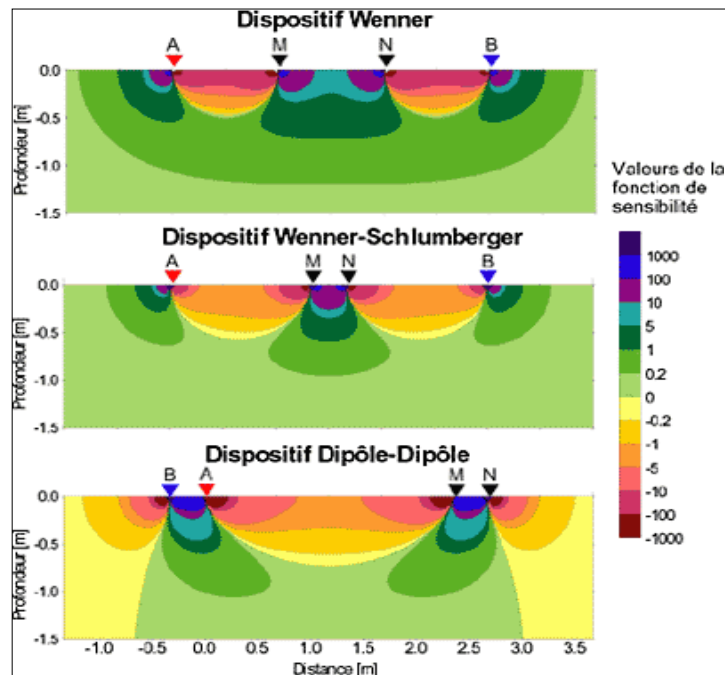 Dispositif Wenner
A M N B
0.0
-0.5
-1.0
-1.5
Profondeur [m]
Dispositif Wenner-Schlumberger
A M N B
0.0
-0.5
-1.0
-1.5
Profondeur [m]
Dispositif Dipôle-Dipôle
B A M N
0.0
-0.5
-1.0
-1.5
Profondeur [m]
-1.0 -0.5 0.0 0.5 1.0 1.5 2.0 2.5 3.0 3.5
Distance [m]
Valours de la
fonction de
sensibilité
1000
100
10
5
1
0.2
0
-0.2
-1
-5
-10
-100
-1000